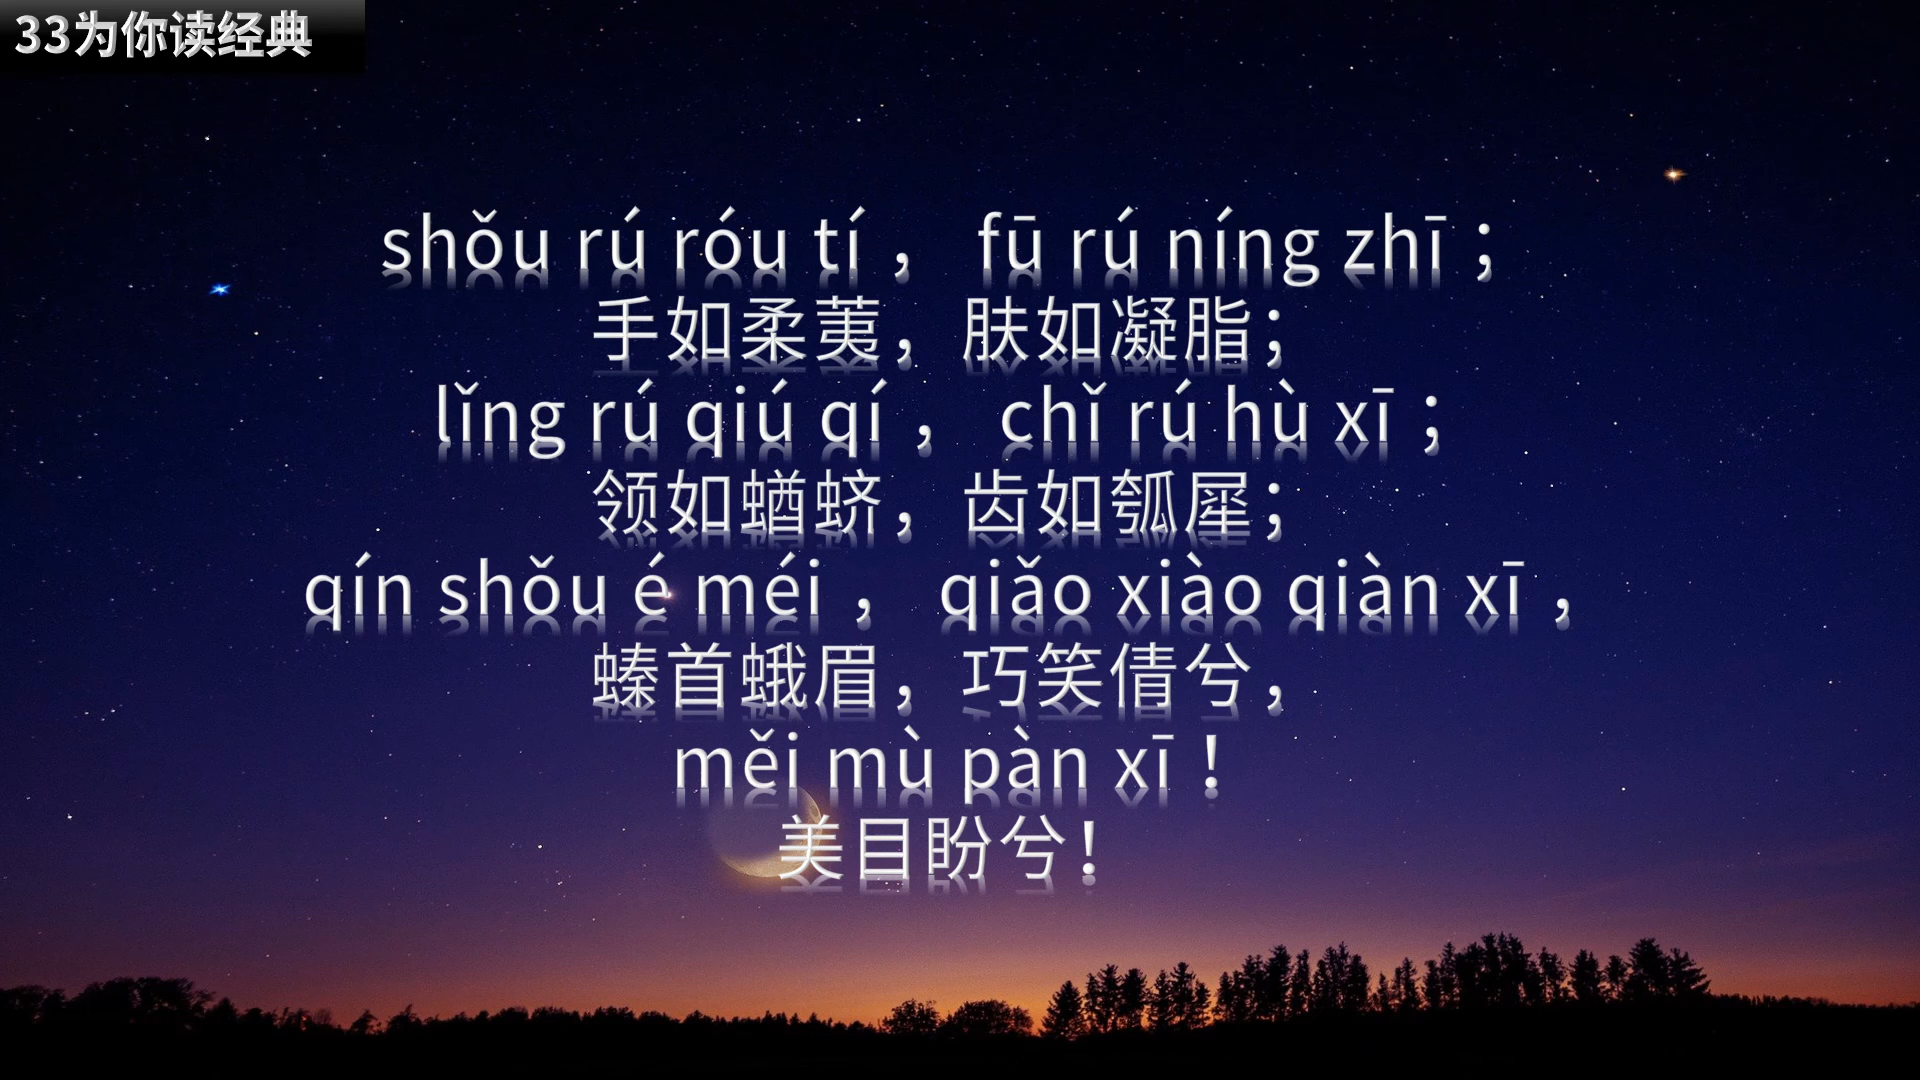 33为你读经典
shǒu rú róu tí ， fū rú níng zhī ；
手如柔荑，肤如凝脂；
lǐng rú qiú qí ， chǐ rú hù xī ；
领如蝤蛴，齿如瓠犀；
qín shǒu é méi ， qiǎo xiào qiàn xī ，
螓首蛾眉，巧笑倩兮，
měi mù pàn xī ！
美目盼兮！